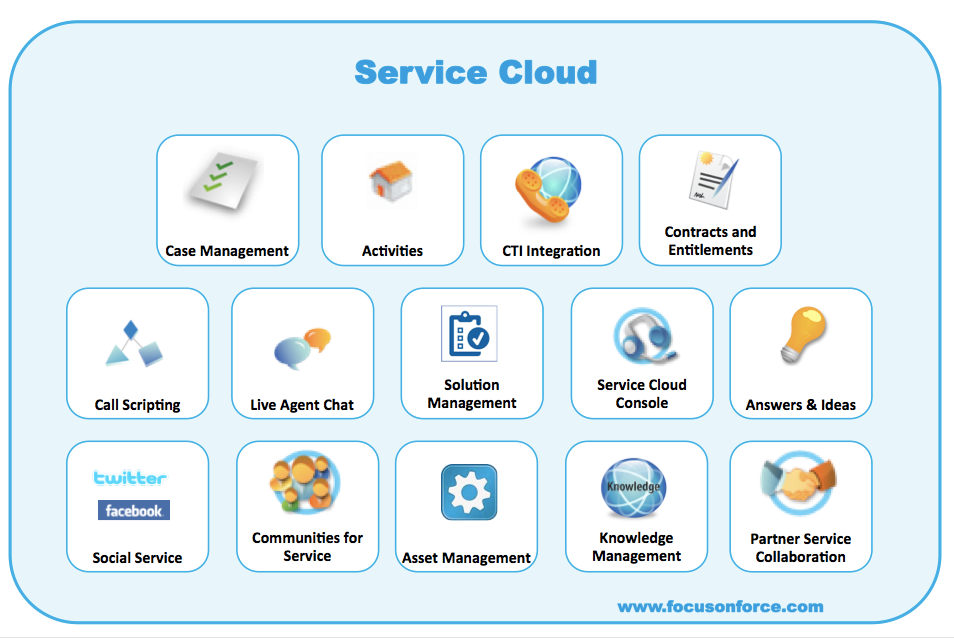 Service Cloud
Case Management
Activities
CTI Integration
Contracts and
Entitlements
Call Scripting
Live Agent Chat
Solution
Management
Service Cloud
Console
Answers & Ideas
twitter
facebook
Social Service
Communities for
Service
Asset Management
Knowledge
Knowledge
Management
Partner Service
Collaboration
www.focusonforce.com